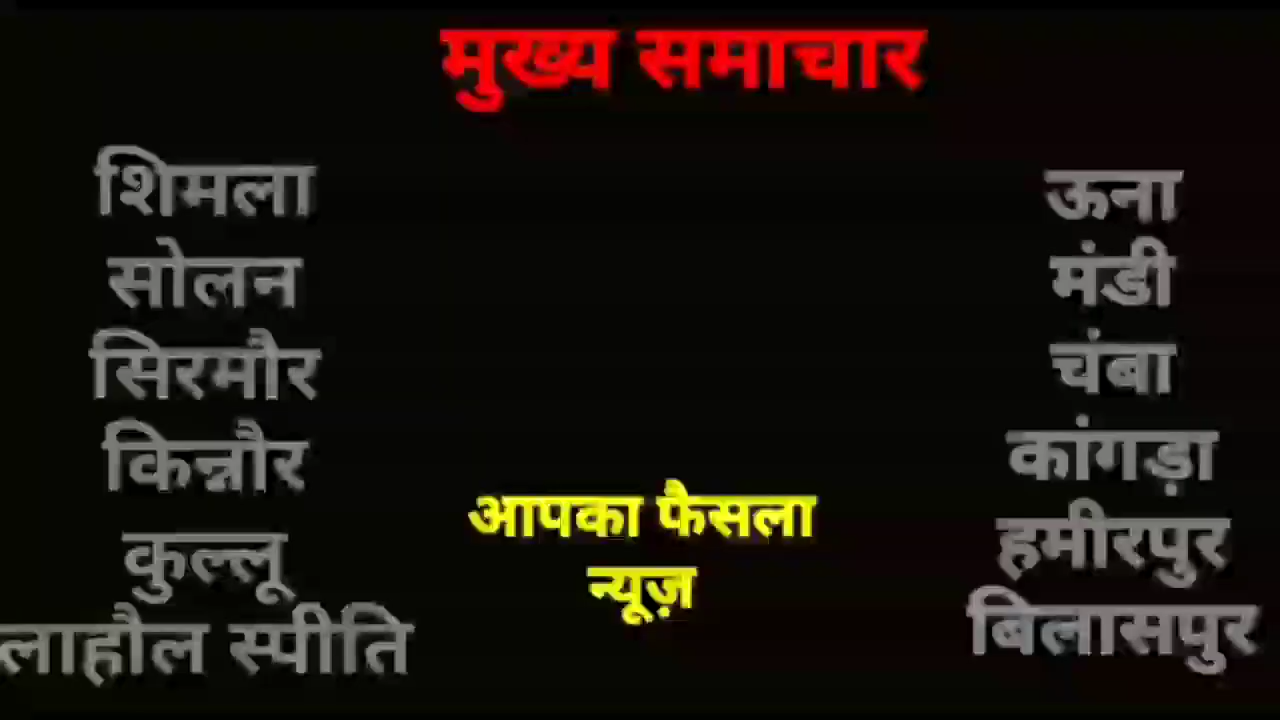 मुख्य समाचार
शिमला
सोलन
सिरमौर
किन्नौर
कुल्लू
लाहौल स्पीति
आपका फैसला
न्यूज़
ऊना
मंडी
चंबा
कांगड़ा
हमीरपुर
बिलासपुर